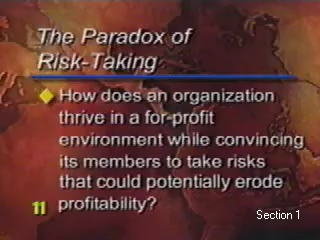 The Paradox of
Risk-Taking
How does an organization
thrive in a for-profit
environment while convincing
its members to take risks
that could potentially erode
profitability?
11
Section 1